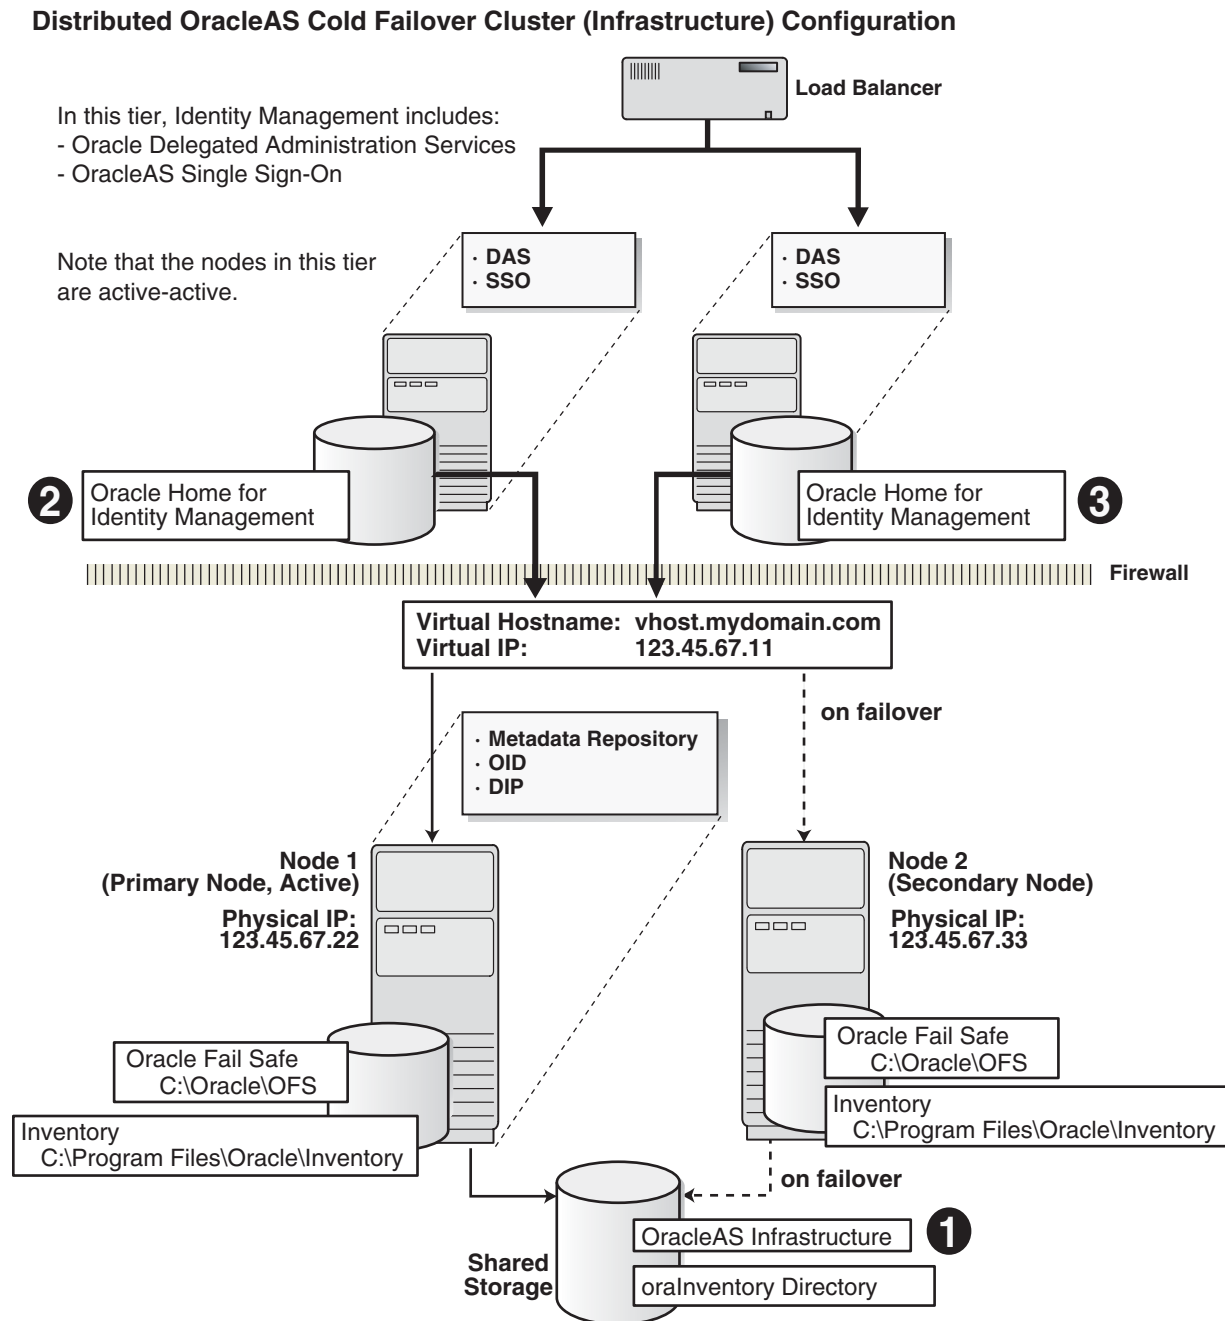 Distributed OracleAS Cold Failover Cluster (Infrastructure) Configuration
Load Balancer
In this tier, Identity Management includes:
- Oracle Delegated Administration Services
- OracleAS Single Sign-On
Note that the nodes in this tier
are active-active.
· DAS
· SSO
· DAS
· SSO
2
Oracle Home for
Identity Management
Oracle Home for
Identity Management
3
Firewall
Virtual Hostname: vhost.mydomain.com
Virtual IP: 123.45.67.11
on failover
· Metadata Repository
· OID
· DIP
Node 1
(Primary Node, Active)
Physical IP:
123.45.67.22
Node 2
(Secondary Node)
Physical IP:
123.45.67.33
Oracle Fail Safe
C:\Oracle\OFS
Inventory
C:\Program Files\Oracle\Inventory
Oracle Fail Safe
C:\Oracle\OFS
Inventory
C:\Program Files\Oracle\Inventory
on failover
Shared
Storage
OracleAS Infrastructure
1
oraInventory Directory